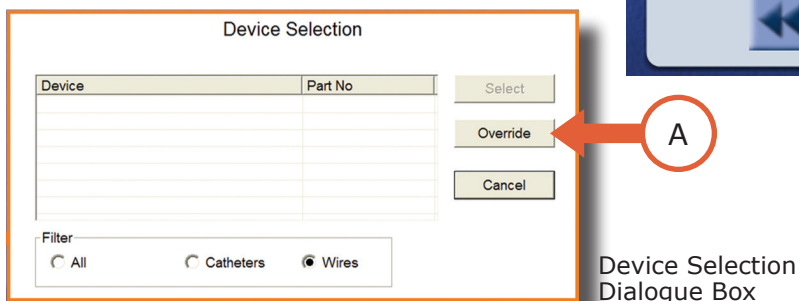 Device Selection
Device Part No
Select
Override
A
Cancel
Filter
All Catheters Wires
Device Selection
Dialogue Box